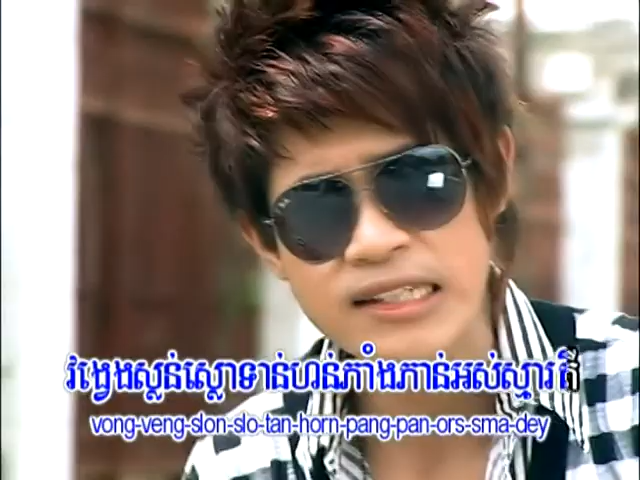 វង្វេងស្លន់ស្លោទាន់ហន់ភាំងភាន់អស់ស្មារតី
vong-veng-slon-slo-tan-horn-pang-pan-ors-sma-dey